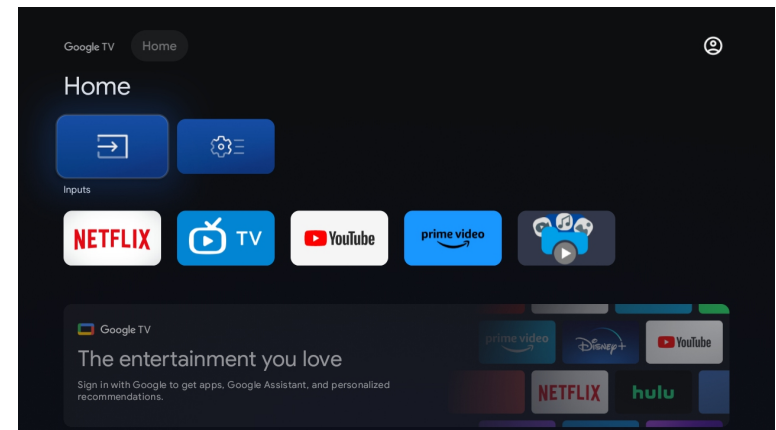 Google TV Home
Home
Inputs
NETFLIX TV YouTube prime video
Google TV
The entertainment you love
Sign in with Google to get apps, Google Assistant, and personalized
recommendations.
prime video Disney+ YouTube
NETFLIX hulu